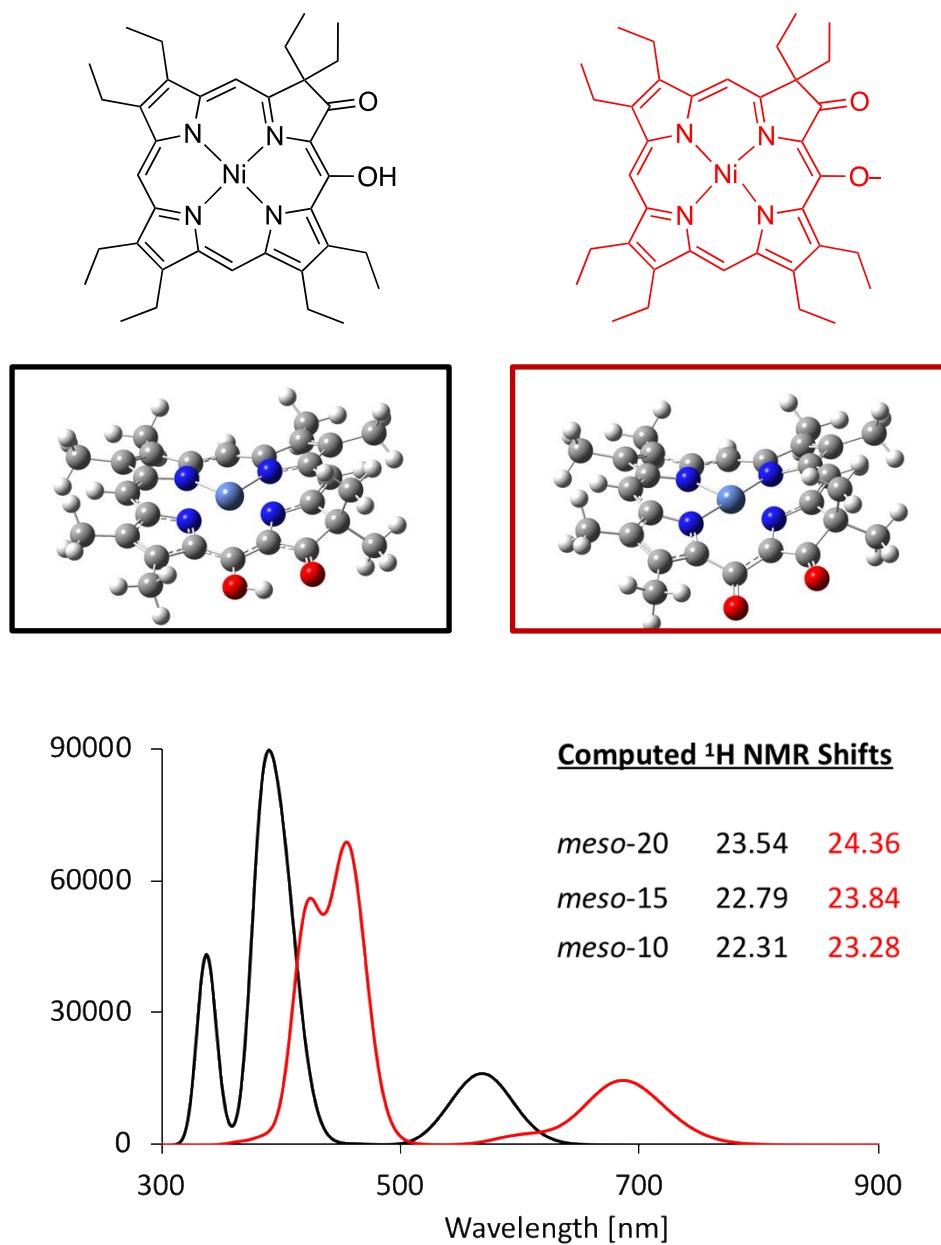 O
N N
Ni OH
N N
O
N N
Ni O–
N N
90000
60000
30000
0
300 500 700 900
Wavelength [nm]
Computed ¹H NMR Shifts
meso-20 23.54 24.36
meso-15 22.79 23.84
meso-10 22.31 23.28